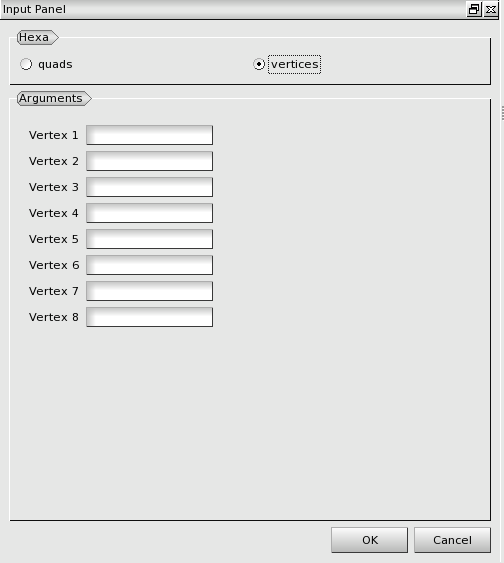 Input Panel
Hexa
quads vertices
Arguments
Vertex 1
Vertex 2
Vertex 3
Vertex 4
Vertex 5
Vertex 6
Vertex 7
Vertex 8
OK Cancel